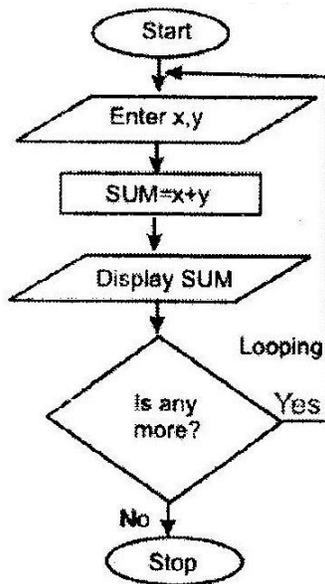 Start
Enter x,y
SUM=x+y
Display SUM
Looping
Is any
more?
Yes
No
Stop